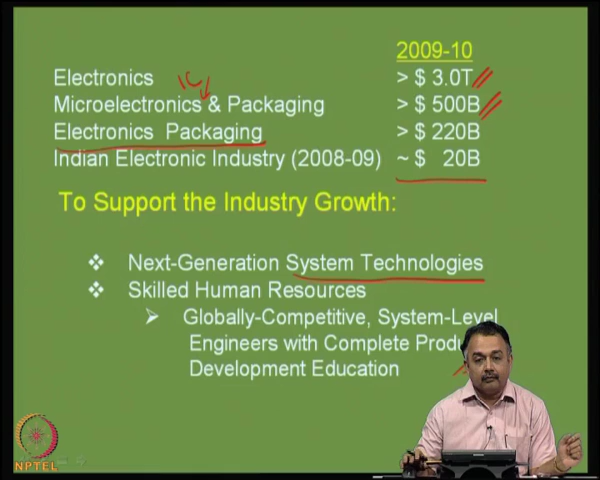 2009-10
Electronics > $ 3.0T
IC
Microelectronics & Packaging > $ 500B
Electronics Packaging > $ 220B
Indian Electronic Industry (2008-09) ~ $ 20B
To Support the Industry Growth:
❖ Next-Generation System Technologies
❖ Skilled Human Resources
➢ Globally-Competitive, System-Level
Engineers with Complete
Development Education
NPTEL